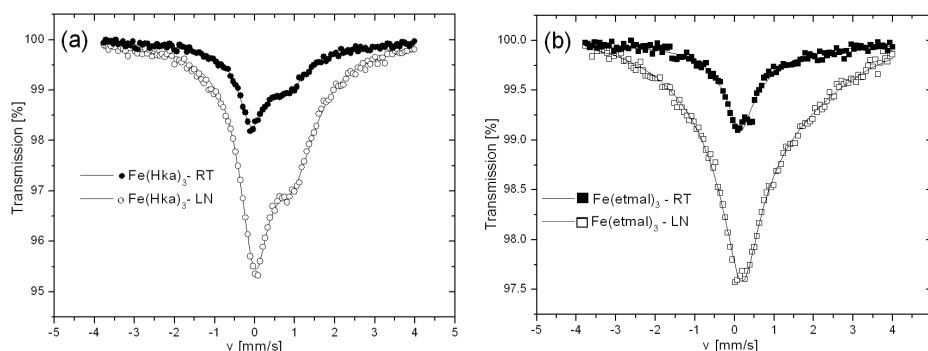 (a)
100
99
98
97
96
95
Transmission [%]
Fe(Hka)3 - RT
Fe(Hka)3 - LN
-5 -4 -3 -2 -1 0 1 2 3 4 5
v [mm/s]
(b)
100.0
99.5
99.0
98.5
98.0
97.5
Transmission [%]
Fe(etmal)3 - RT
Fe(etmal)3 - LN
-5 -4 -3 -2 -1 0 1 2 3 4 5
v [mm/s]